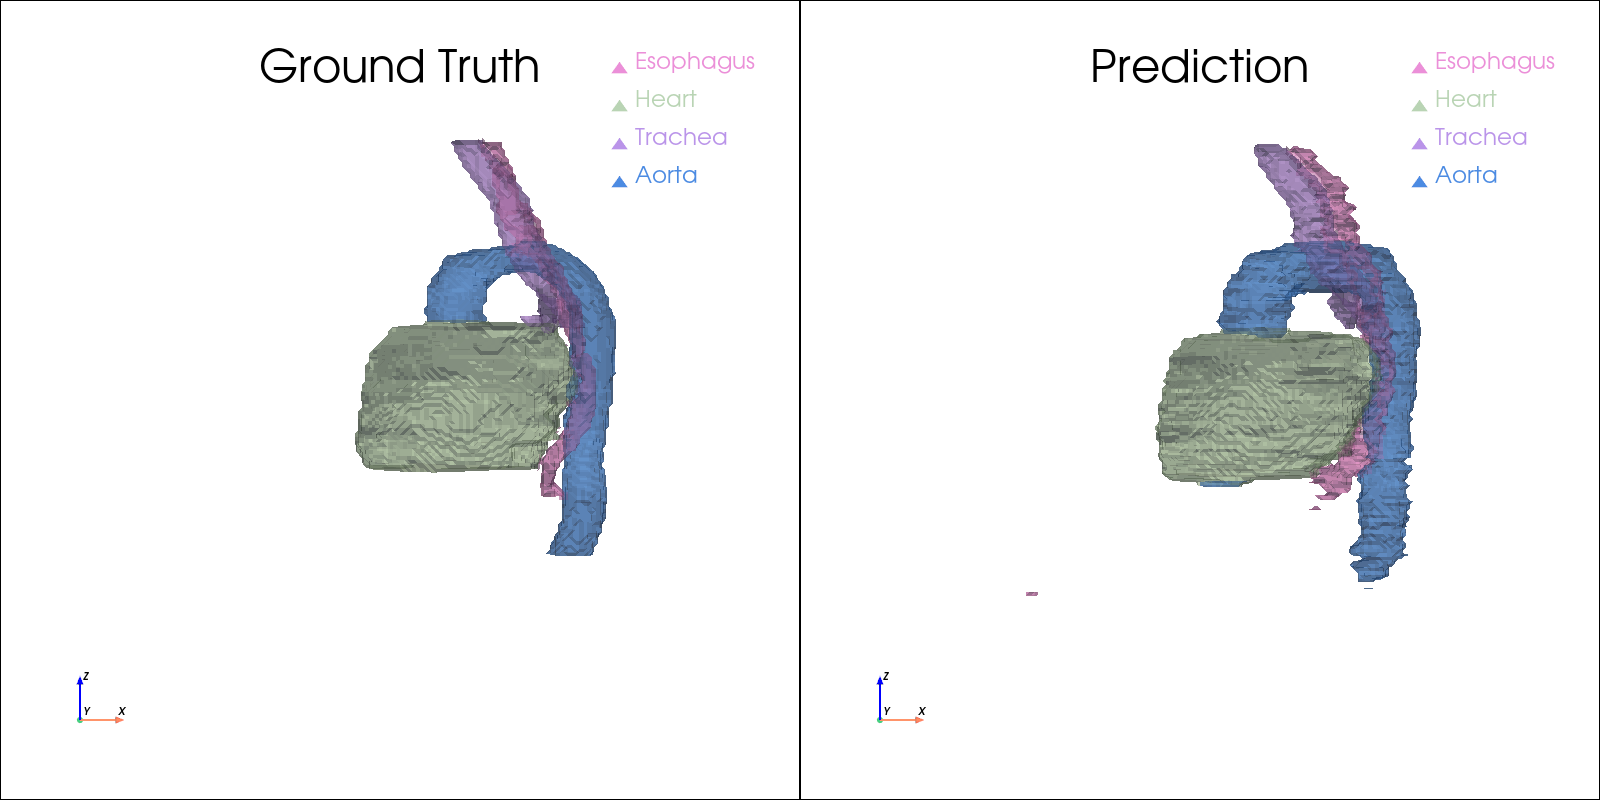 Ground Truth
Esophagus
Heart
Trachea
Aorta
Z
Y
X
Prediction
Esophagus
Heart
Trachea
Aorta
Z
Y
X